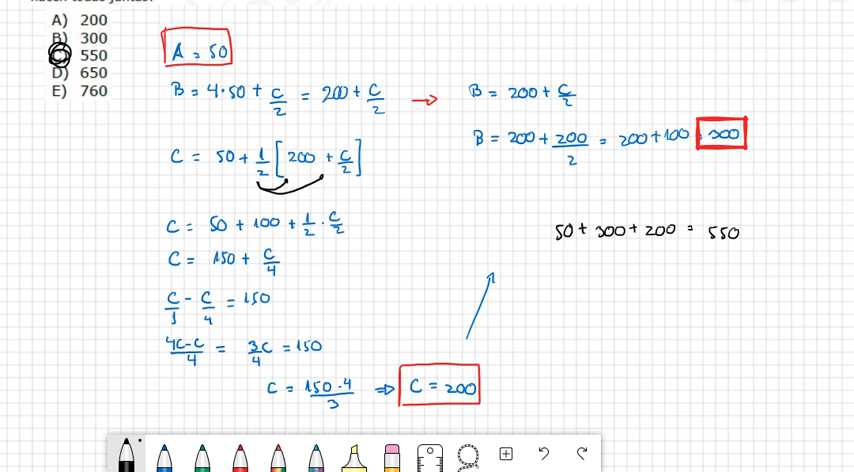 A) 200
B) 300
C) 550
D) 650
E) 760
A = 50
B = 4·50 + C/2 = 200 + C/2 →
C = 50 + 1/2 [200 + C/2]
C = 50 + 100 + 1/2 · C/2
C = 150 + C/4
C/1 - C/4 = 150
4C-C/4 = 3C/4 = 150
C = 150·4/3 ⇒ C = 200
B = 200 + C/2
B = 200 + 200/2 = 200 + 100 = 300
50 + 300 + 200 = 550